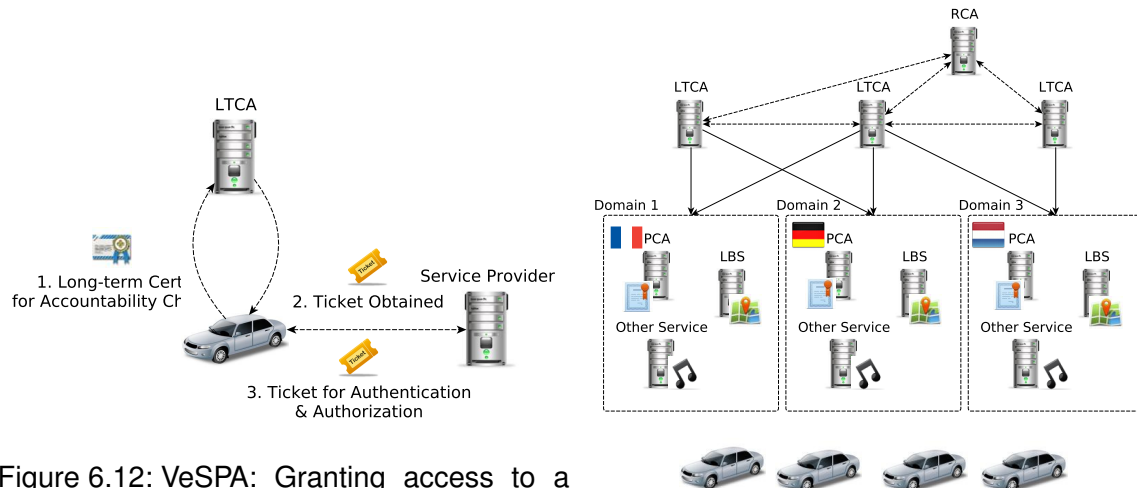 LTCA
1. Long-term Cert
for Accountability Ch
Ticket
2. Ticket Obtained
Service Provider
Ticket
3. Ticket for Authentication
& Authorization
Figure 6.12: VeSPA: Granting access to a
RCA
LTCA
LTCA
LTCA
Domain 1
Domain 2
Domain 3
PCA
LBS
Other Service
PCA
LBS
Other Service
PCA
LBS
Other Service